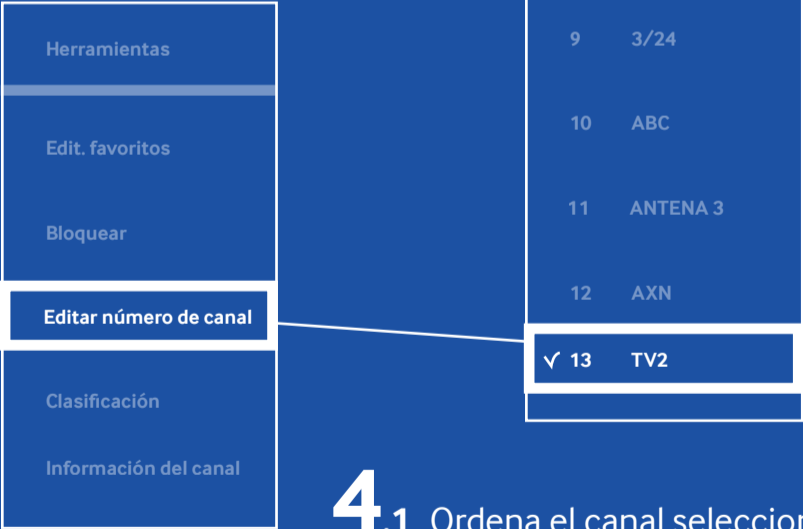 Herramientas
Edit. favoritos
Bloquear
Editar número de canal
Clasificación
Información del canal
9 3/24
10 ABC
11 ANTENA 3
12 AXN
✓ 13 TV2
4.1 Ordena el canal